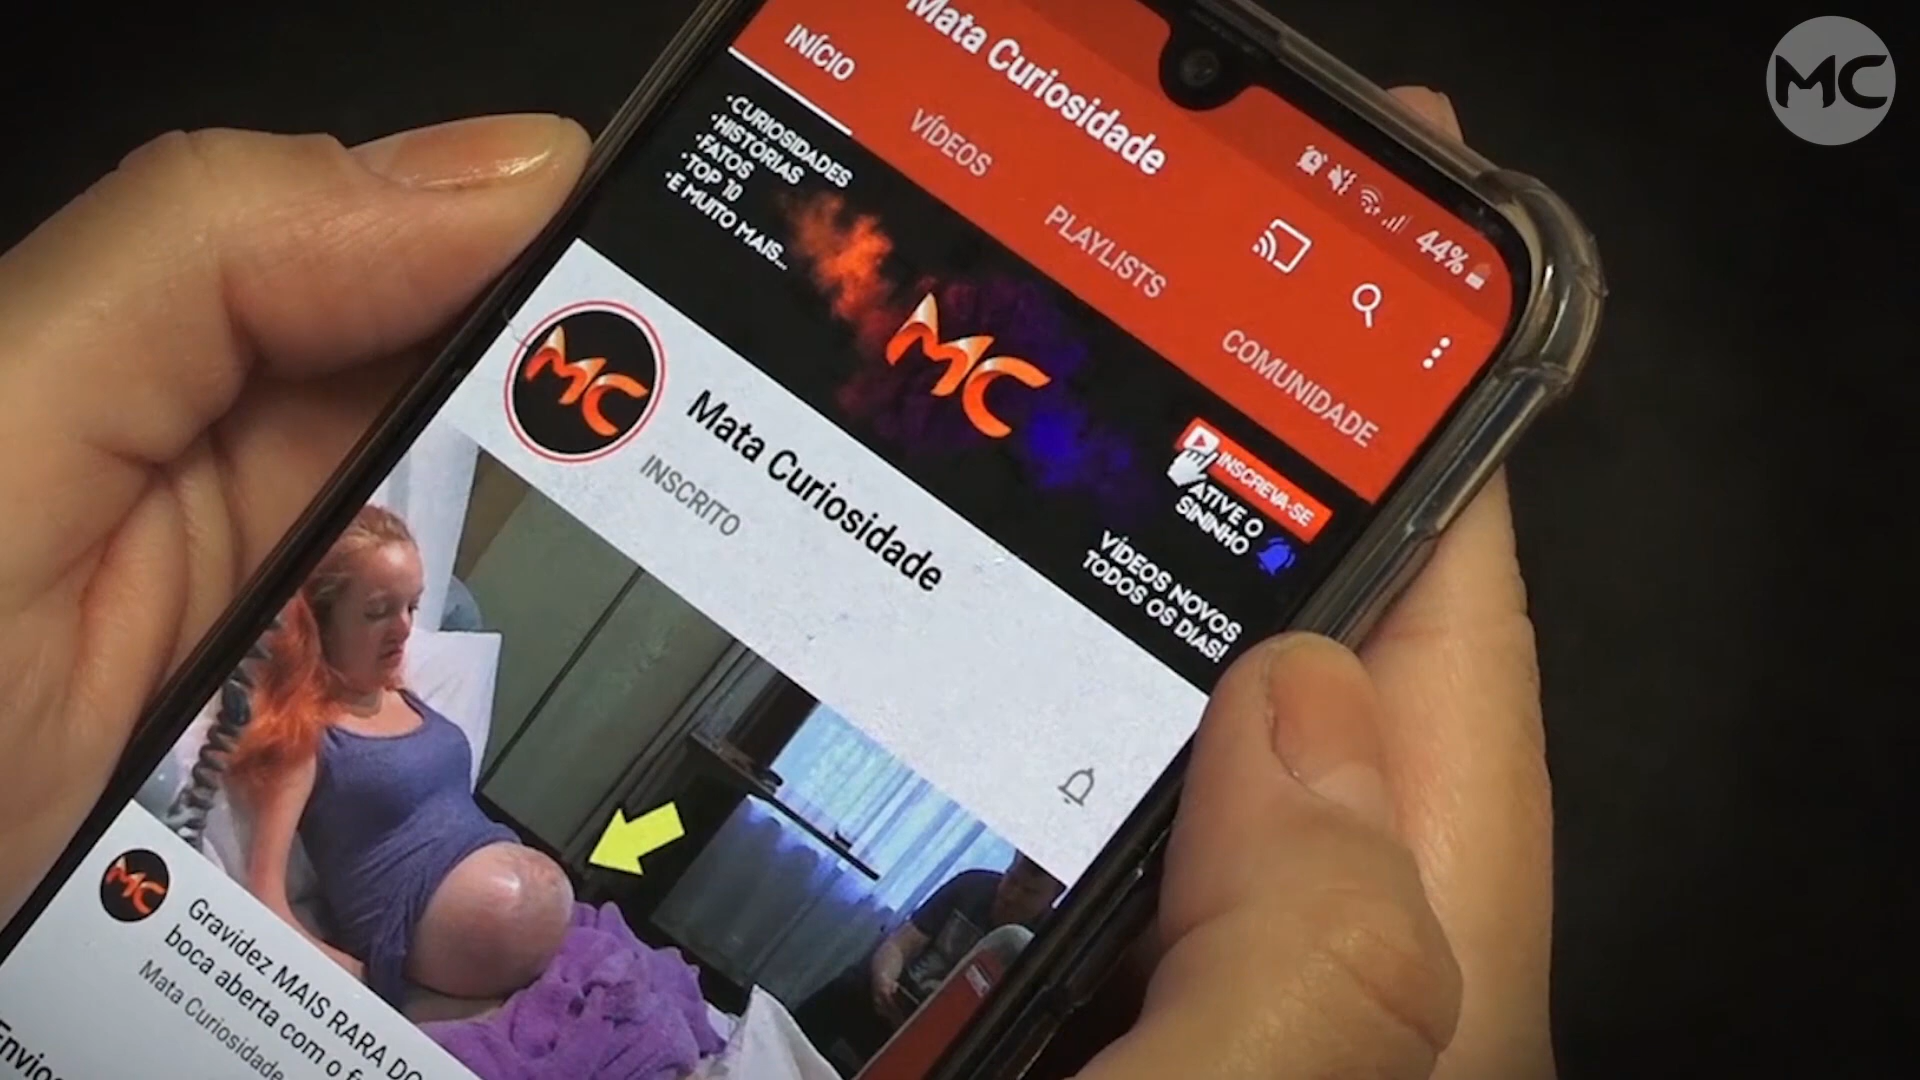 MC
Mata Curiosidade
44%
INÍCIO
VÍDEOS
PLAYLISTS
COMUNIDADE
•CURIOSIDADES
•HISTÓRIAS
•FATOS
•TOP 10
•E MUITO MAIS...
MC
INSCREVA-SE
ATIVE O
SININHO
VÍDEOS NOVOS
TODOS OS DIAS!
MC
Mata Curiosidade
INSCRITO
MC
Gravidez MAIS RARA DO
boca aberta com o
Mata Curiosidade
Envios